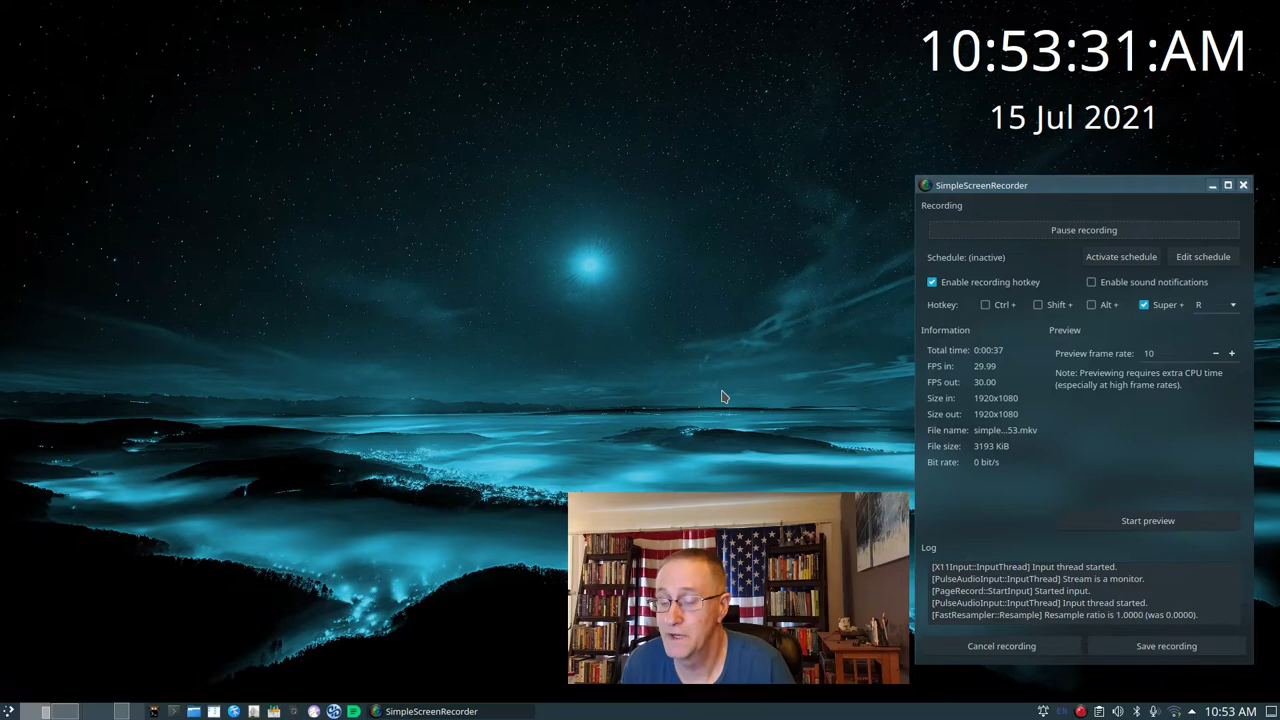 10:53:31:AM
15 Jul 2021
SimpleScreenRecorder
Recording
Pause recording
Schedule: (inactive)
Activate schedule
Edit schedule
Enable recording hotkey
Enable sound notifications
Hotkey:
Ctrl +
Shift +
Alt +
Super +
R
Information
Preview
Total time: 0:00:37
Preview frame rate: 10
FPS in: 29.99
Note: Previewing requires extra CPU time
(especially at high frame rates).
FPS out: 30.00
Size in: 1920x1080
Size out: 1920x1080
File name: simple...53.mkv
File size: 3193 KiB
Bit rate: 0 bit/s
Start preview
Log
[X11Input::InputThread] Input thread started.
[PulseAudioInput::InputThread] Stream is a monitor.
[PageRecord::StartInput] Started input.
[PulseAudioInput::InputThread] Input thread started.
[FastResampler::Resample] Resample ratio is 1.0000 (was 0.0000).
Cancel recording
Save recording
SimpleScreenRecorder
EN
10:53 AM